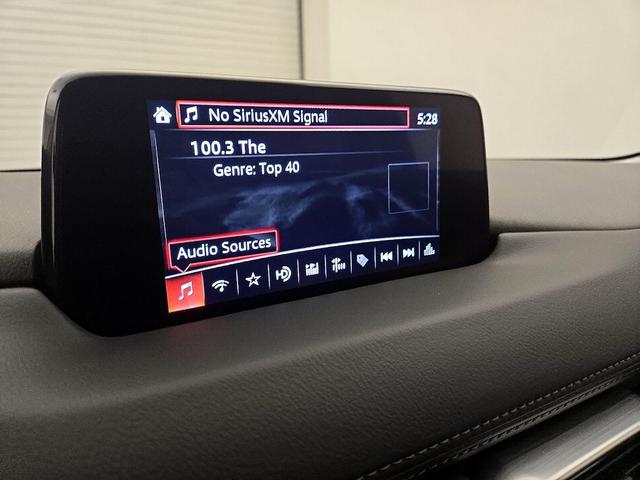 No SiriusXM Signal
5:28
100.3 The
Genre: Top 40
Audio Sources